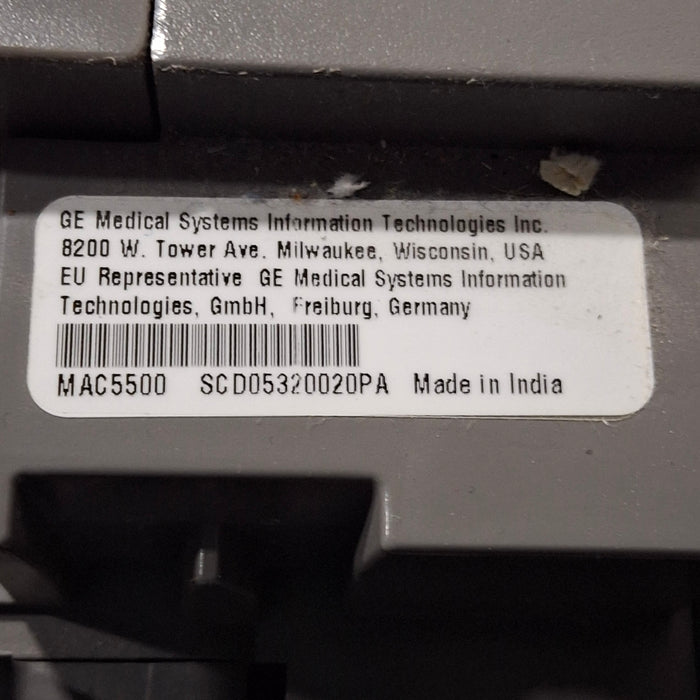 GE Medical Systems Information Technologies Inc.
8200 W. Tower Ave. Milwaukee, Wisconsin, USA
EU Representative GE Medical Systems Information
Technologies, GmbH, Freiburg, Germany
MAC5500 SCD05320020PA Made in India